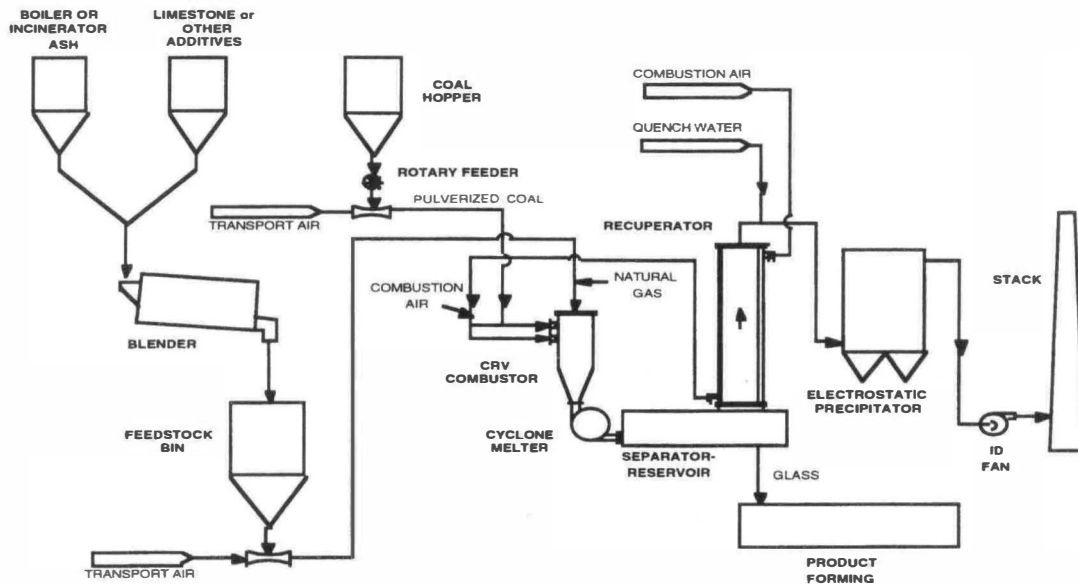 BOILER OR
INCINERATOR
ASH
LIMESTONE or
OTHER
ADDITIVES
COAL
HOPPER
COMBUSTION AIR
QUENCH WATER
ROTARY FEEDER
PULVERIZED COAL
TRANSPORT AIR
RECUPERATOR
STACK
COMBUSTION
AIR
NATURAL
GAS
BLENDER
CRV
COMBUSTOR
ELECTROSTATIC
PRECIPITATOR
FEEDSTOCK
BIN
CYCLONE
MELTER
SEPARATOR-
RESERVOIR
GLASS
ID
FAN
TRANSPORT AIR
PRODUCT
FORMING